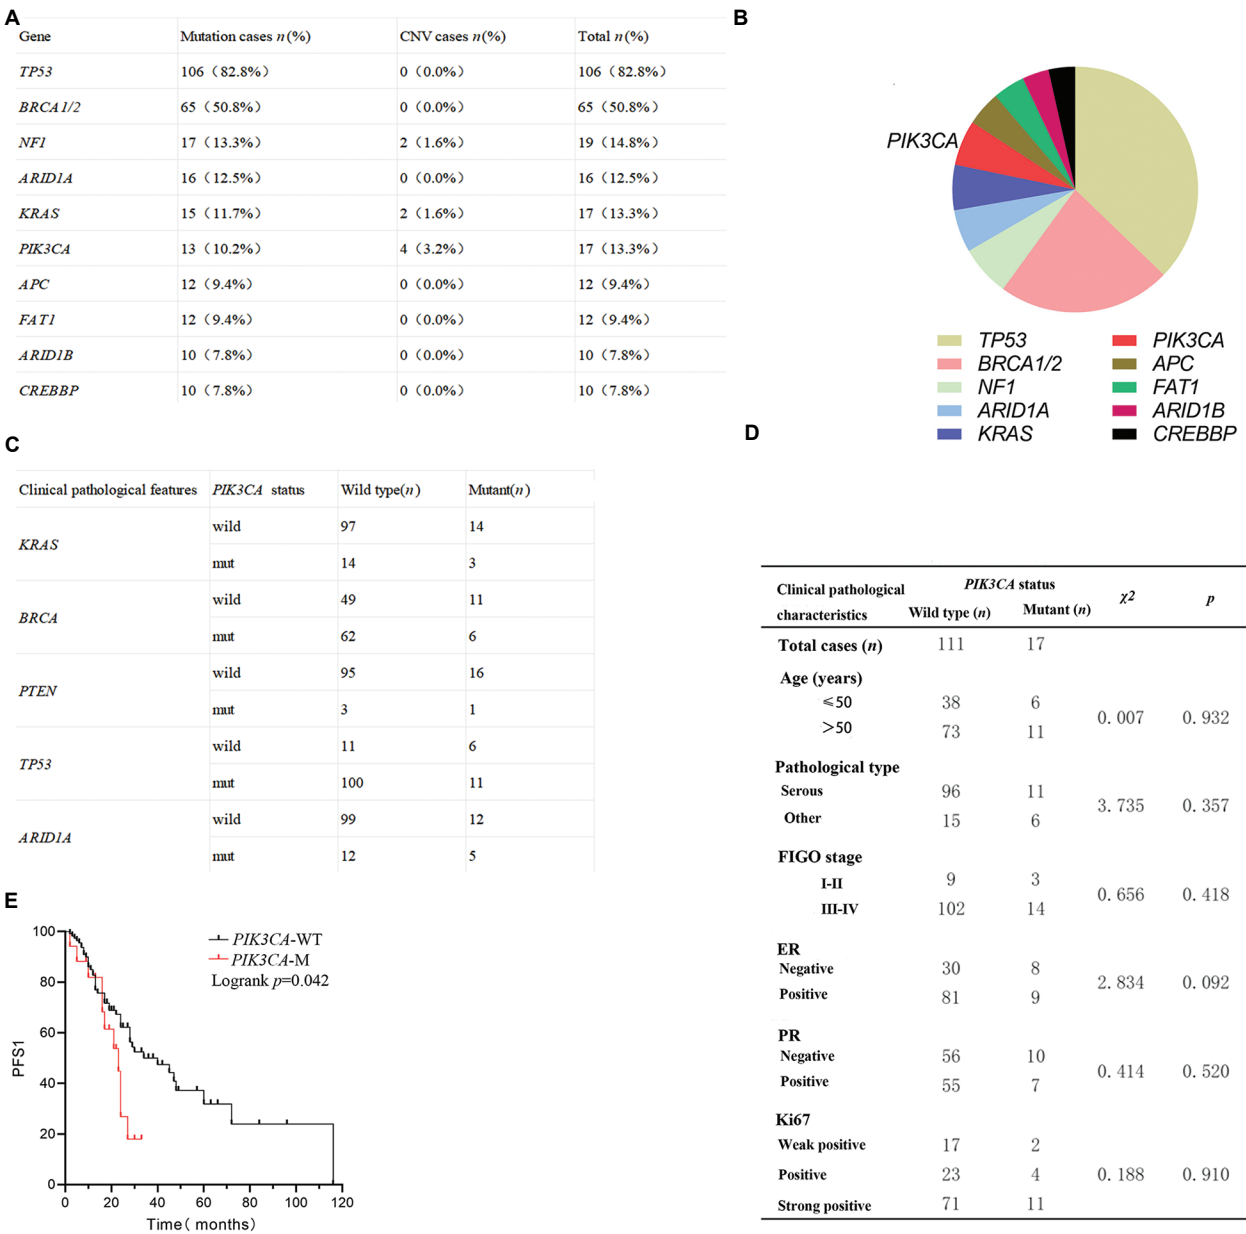 A
Gene Mutation cases n(%) CNV cases n(%) Total n(%)
TP53 106（82.8%） 0（0.0%） 106（82.8%）
BRCA1/2 65（50.8%） 0（0.0%） 65（50.8%）
NF1 17（13.3%） 2（1.6%） 19（14.8%）
ARID1A 16（12.5%） 0（0.0%） 16（12.5%）
KRAS 15（11.7%） 2（1.6%） 17（13.3%）
PIK3CA 13（10.2%） 4（3.2%） 17（13.3%）
APC 12（9.4%） 0（0.0%） 12（9.4%）
FAT1 12（9.4%） 0（0.0%） 12（9.4%）
ARID1B 10（7.8%） 0（0.0%） 10（7.8%）
CREBBP 10（7.8%） 0（0.0%） 10（7.8%）
B
PIK3CA
TP53 PIK3CA
BRCA1/2 APC
NF1 FAT1
ARID1A ARID1B
KRAS CREBBP
C
Clinical pathological features PIK3CA status Wild type(n) Mutant(n)
KRAS
wild 97 14
mut 14 3
BRCA
wild 49 11
mut 62 6
PTEN
wild 95 16
mut 3 1
TP53
wild 11 6
mut 100 11
ARID1A
wild 99 12
mut 12 5
D
Clinical pathological characteristics
PIK3CA status
Wild type (n) Mutant (n)
χ2 p
Total cases (n) 111 17
Age (years)
≤50 38 6
>50 73 11
0.007 0.932
Pathological type
Serous 96 11
Other 15 6
3.735 0.357
FIGO stage
I-II 9 3
III-IV 102 14
0.656 0.418
ER
Negative 30 8
Positive 81 9
2.834 0.092
PR
Negative 56 10
Positive 55 7
0.414 0.520
Ki67
Weak positive 17 2
Positive 23 4 0.188 0.910
Strong positive 71 11
E
PIK3CA-WT
PIK3CA-M
Logrank p=0.042
PFS1
100
80
60
40
20
0
0 20 40 60 80 100 120
Time( months)